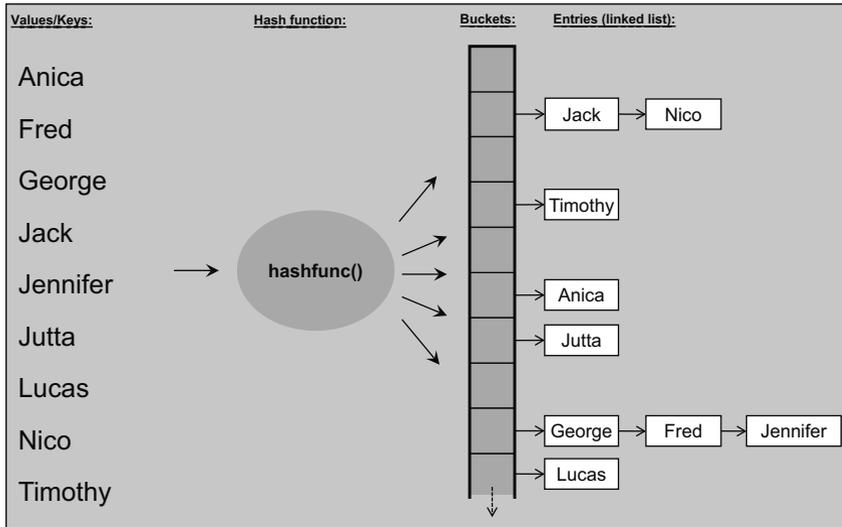 Values/Keys:
Hash function:
Buckets:
Entries (linked list):
Anica
Fred
George
Jack
Jennifer
Jutta
Lucas
Nico
Timothy
hashfunc()
Jack
Nico
Timothy
Anica
Jutta
George
Fred
Jennifer
Lucas